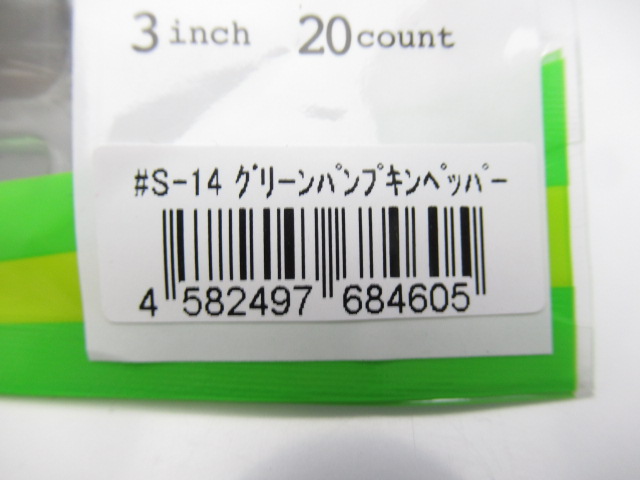 3 inch 20 count
#S-14 ｸﾞﾘｰﾝﾊﾟﾝﾌﾟｷﾝﾍﾟｯﾊﾟｰ
4 582497 684605